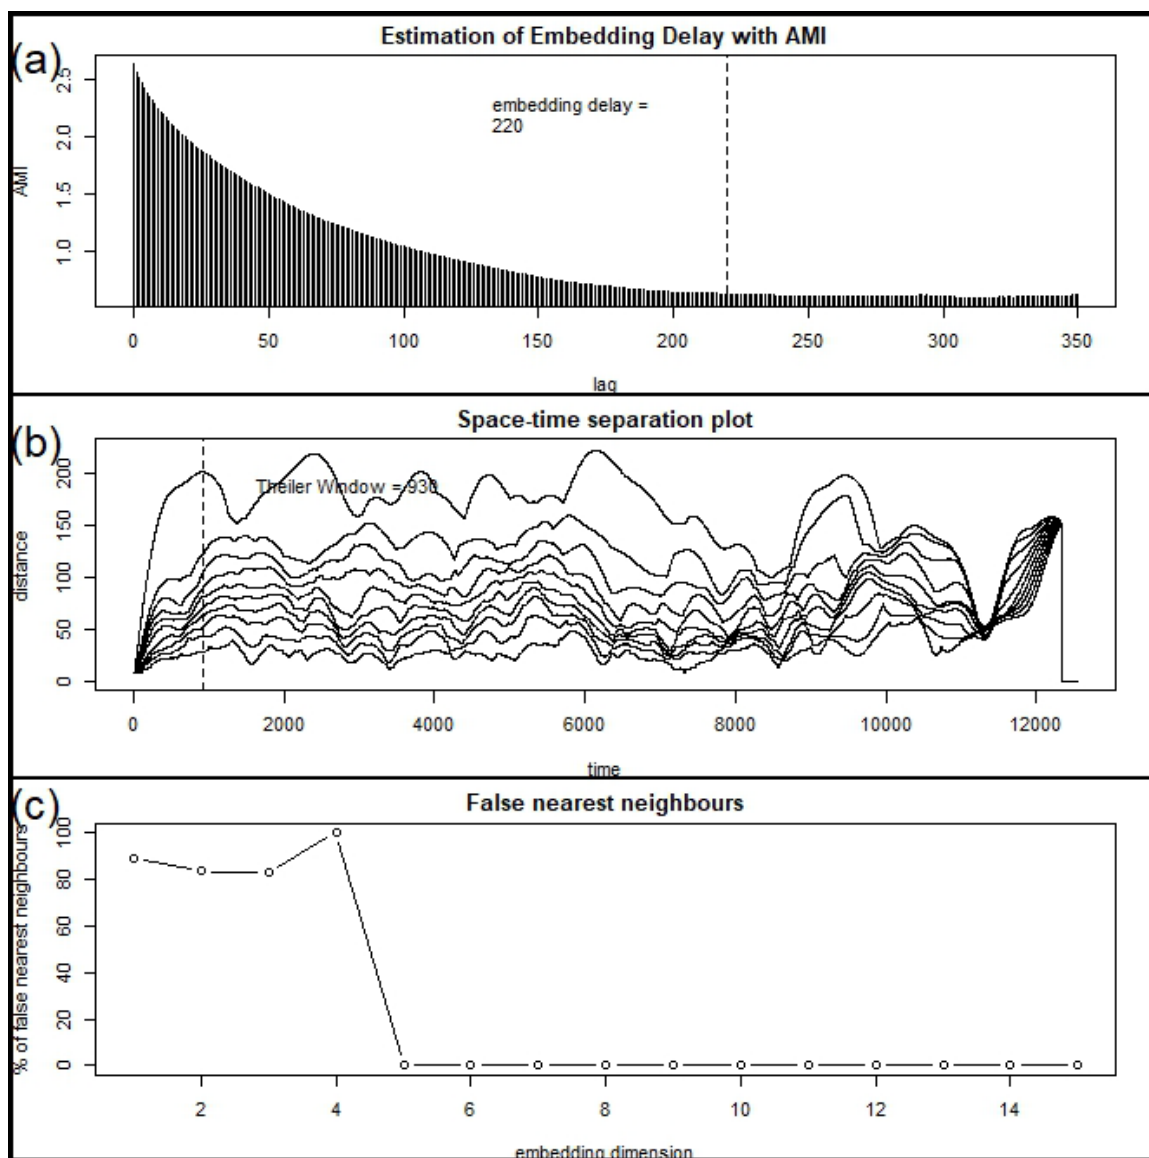 (a)
Estimation of Embedding Delay with AMI
AMI
1.0 1.5 2.0 2.5
embedding delay =
220
0 50 100 150 200 250 300 350
lag
(b)
Space-time separation plot
distance
0 50 100 150 200
Theiler Window = 930
0 2000 4000 6000 8000 10000 12000
time
(c)
False nearest neighbours
% of false nearest neighbours
0 20 40 60 80 100
2 4 6 8 10 12 14
embedding dimension